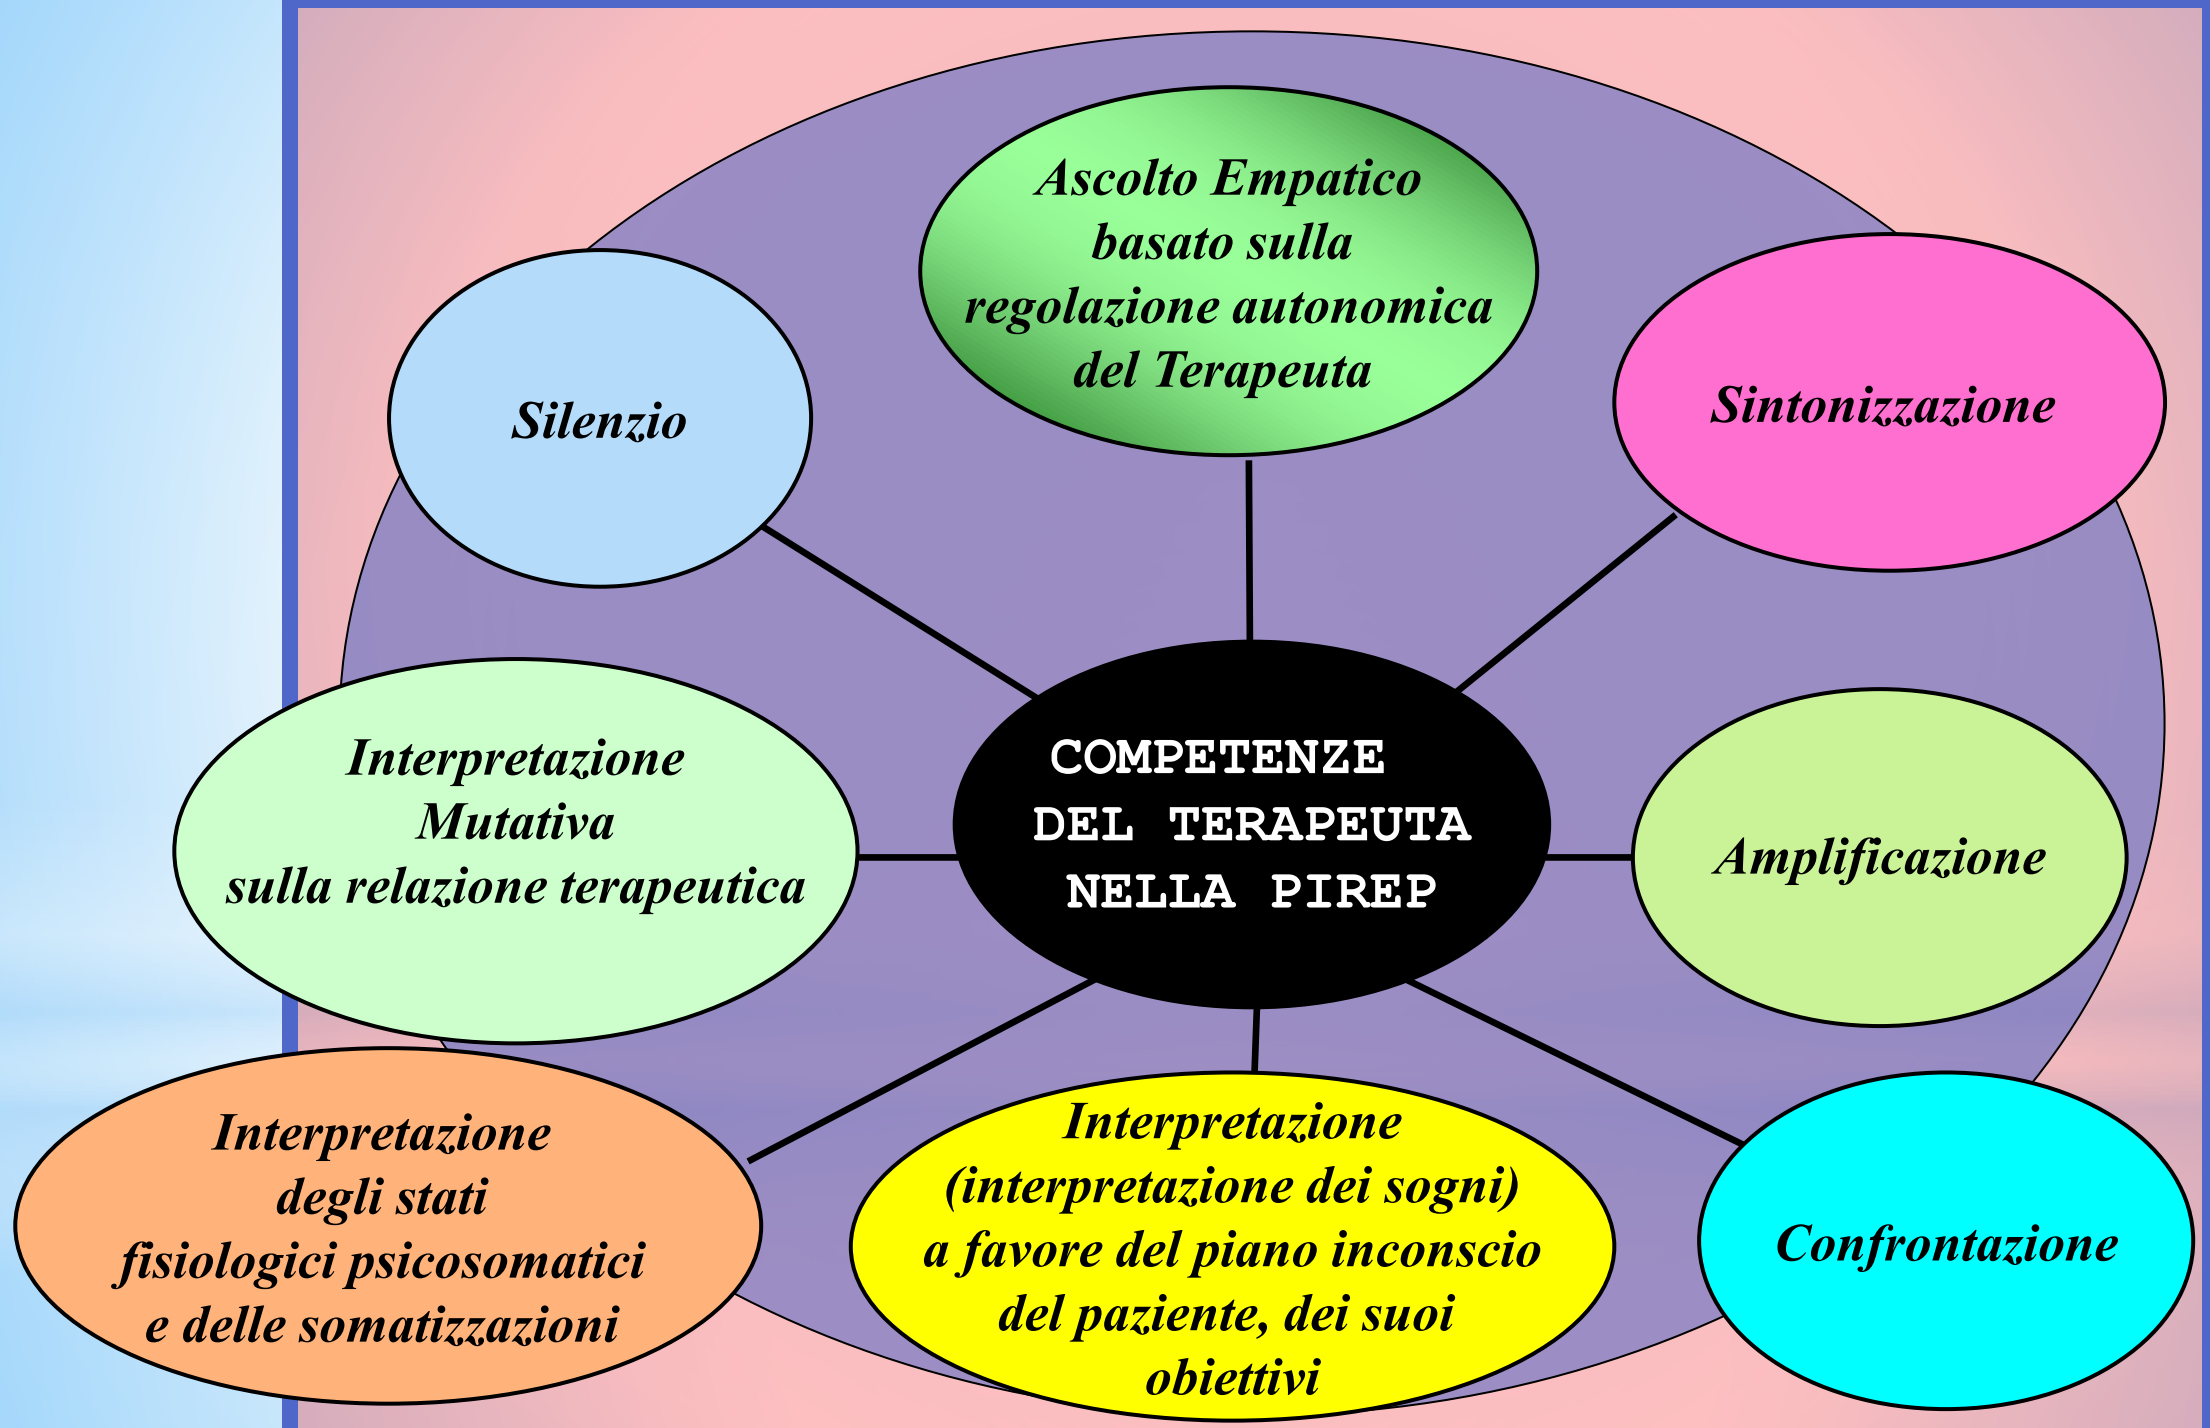 Ascolto Empatico
basato sulla
regolazione autonomica
del Terapeuta
Silenzio
Sintonizzazione
COMPETENZE
DEL TERAPEUTA
NELLA PIREP
Interpretazione
Mutativa
sulla relazione terapeutica
Amplificazione
Interpretazione
degli stati
fisiologici psicosomatici
e delle somatizzazioni
Interpretazione
(interpretazione dei sogni)
a favore del piano inconscio
del paziente, dei suoi
obiettivi
Confrontazione